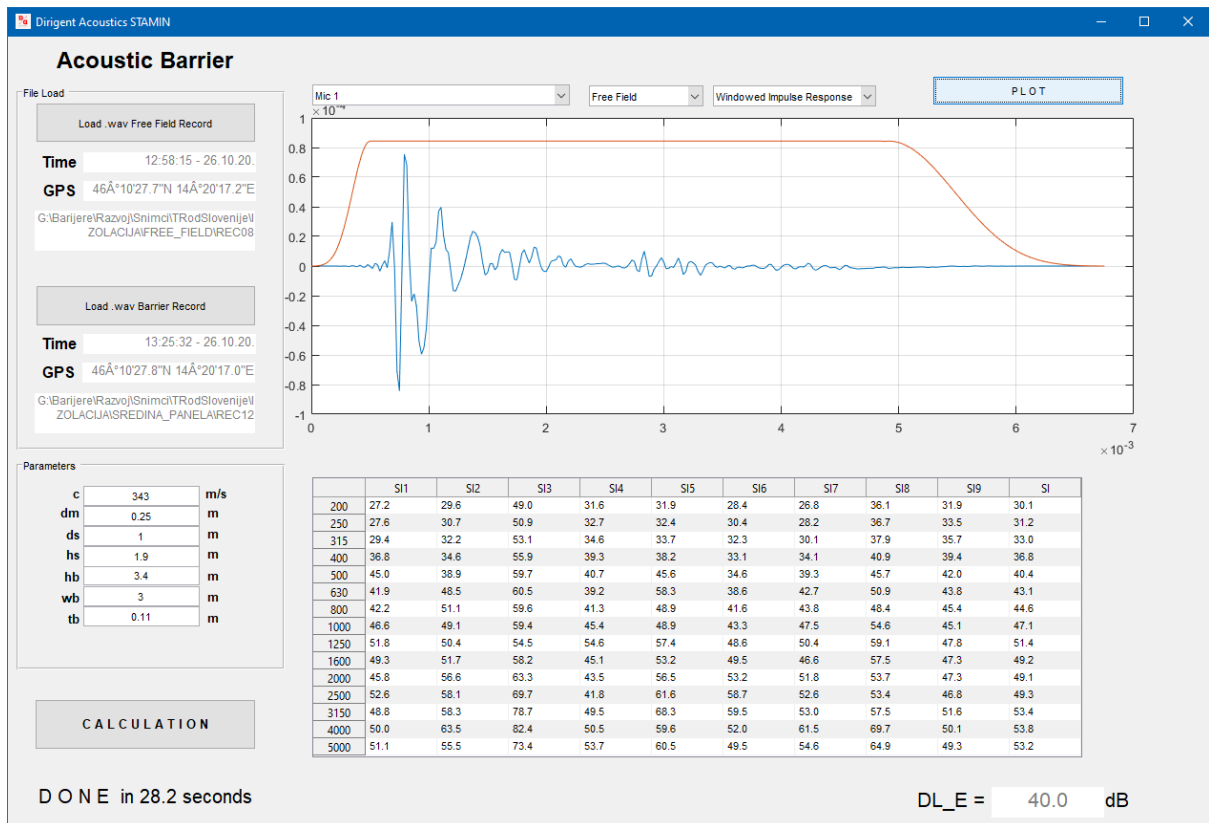 Dirigent Acoustics STAMIN
Acoustic Barrier
File Load
Load .wav Free Field Record
Time 12:58:15 - 26.10.20.
GPS 46Â°10'27.7"N 14Â°20'17.2"E
G:\Barijere\Razvoj\Snimci\TRodSlovenije\I
ZOLACIJA\FREE_FIELD\REC08
Load .wav Barrier Record
Time 13:25:32 - 26.10.20.
GPS 46Â°10'27.8"N 14Â°20'17.0"E
G:\Barijere\Razvoj\Snimci\TRodSlovenije\I
ZOLACIJA\SREDINA_PANELA\REC12
Parameters
c 343 m/s
dm 0.25 m
ds 1 m
hs 1.9 m
hb 3.4 m
wb 3 m
tb 0.11 m
C A L C U L A T I O N
D O N E in 28.2 seconds
Mic 1 Free Field Windowed Impulse Response P L O T
× 10-4
1
0.8
0.6
0.4
0.2
0
-0.2
-0.4
-0.6
-0.8
-1
0 1 2 3 4 5 6 7
× 10-3
SI1 SI2 SI3 SI4 SI5 SI6 SI7 SI8 SI9 SI
200 27.2 29.6 49.0 31.6 31.9 28.4 26.8 36.1 31.9 30.1
250 27.6 30.7 50.9 32.7 32.4 30.4 28.2 36.7 33.5 31.2
315 29.4 32.2 53.1 34.6 33.7 32.3 30.1 37.9 35.7 33.0
400 36.8 34.6 55.9 39.3 38.2 33.1 34.1 40.9 39.4 36.8
500 45.0 38.9 59.7 40.7 45.6 34.6 39.3 45.7 42.0 40.4
630 41.9 48.5 60.5 39.2 58.3 38.6 42.7 50.9 43.8 43.1
800 42.2 51.1 59.6 41.3 48.9 41.6 43.8 48.4 45.4 44.6
1000 46.6 49.1 59.4 45.4 48.9 43.3 47.5 54.6 45.1 47.1
1250 51.8 50.4 54.5 54.6 57.4 48.6 50.4 59.1 47.8 51.4
1600 49.3 51.7 58.2 45.1 53.2 49.5 46.6 57.5 47.3 49.2
2000 45.8 56.6 63.3 43.5 56.5 53.2 51.8 53.7 47.3 49.1
2500 52.6 58.1 69.7 41.8 61.6 58.7 52.6 53.4 46.8 49.3
3150 48.8 58.3 78.7 49.5 68.3 59.5 53.0 57.5 51.6 53.4
4000 50.0 63.5 82.4 50.5 59.6 52.0 61.5 69.7 50.1 53.8
5000 51.1 55.5 73.4 53.7 60.5 49.5 54.6 64.9 49.3 53.2
DL_E = 40.0 dB